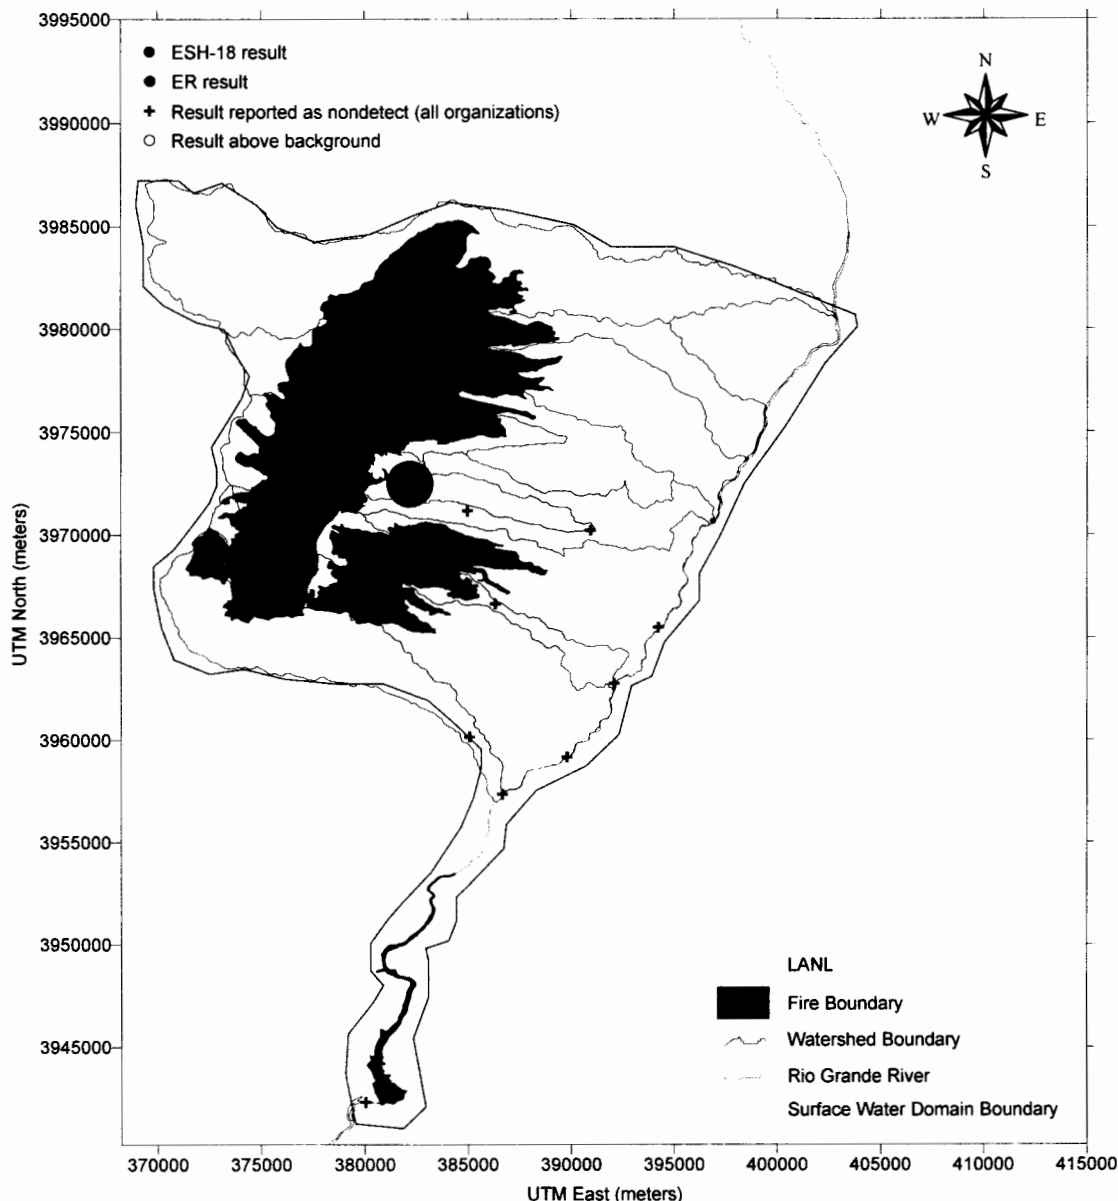 3995000
3990000
3985000
3980000
3975000
3970000
3965000
3960000
3955000
3950000
3945000
UTM North (meters)
ESH-18 result
ER result
Result reported as nondetect (all organizations)
Result above background
N
W E
S
LANL
Fire Boundary
Watershed Boundary
Rio Grande River
Surface Water Domain Boundary
370000 375000 380000 385000 390000 395000 400000 405000 410000 415000
UTM East (meters)